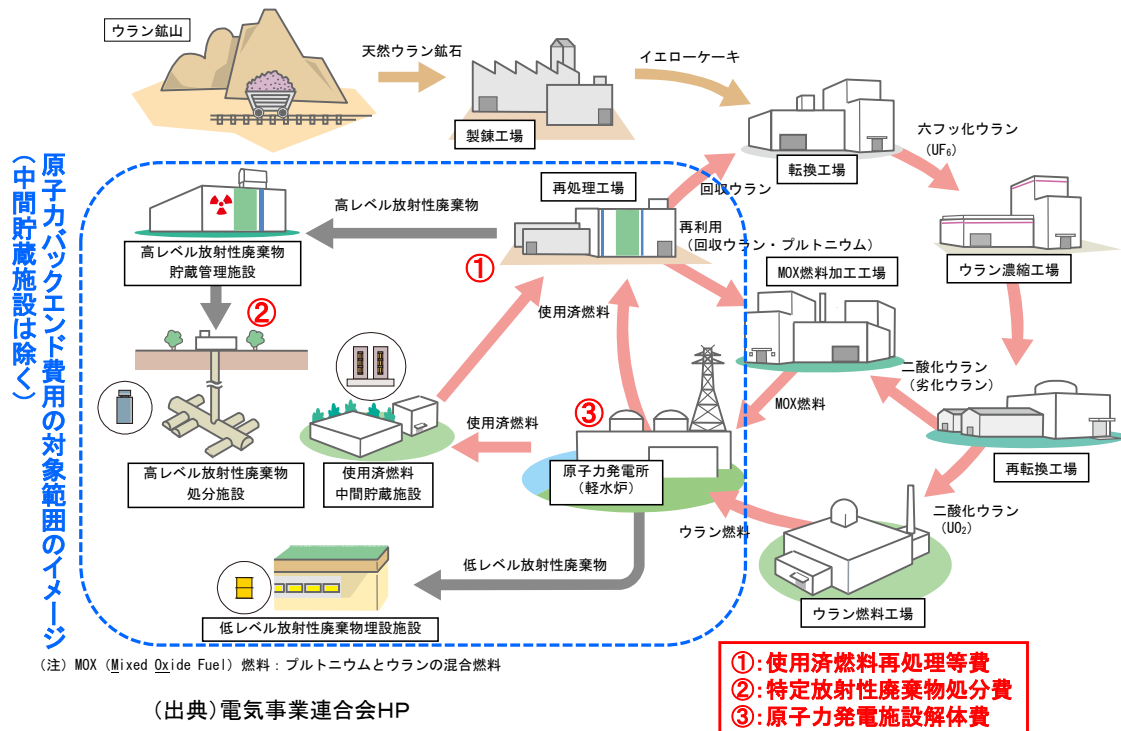 ウラン鉱山
天然ウラン鉱石
イエローケーキ
製錬工場
六フッ化ウラン
(UF₆)
転換工場
原子力バックエンド費用の対象範囲のイメージ
(中間貯蔵施設は除く)
再処理工場
回収ウラン
高レベル放射性廃棄物
再利用
(回収ウラン・プルトニウム)
高レベル放射性廃棄物
貯蔵管理施設
①
MOX燃料加工工場
ウラン濃縮工場
②
使用済燃料
二酸化ウラン
(劣化ウラン)
MOX燃料
③
使用済燃料
高レベル放射性廃棄物
処分施設
使用済燃料
中間貯蔵施設
原子力発電所
(軽水炉)
再転換工場
二酸化ウラン
(UO₂)
ウラン燃料
低レベル放射性廃棄物
ウラン燃料工場
低レベル放射性廃棄物埋設施設
(注) MOX (Mixed Oxide Fuel) 燃料：プルトニウムとウランの混合燃料
①:使用済燃料再処理等費
②:特定放射性廃棄物処分費
③:原子力発電施設解体費
(出典)電気事業連合会HP